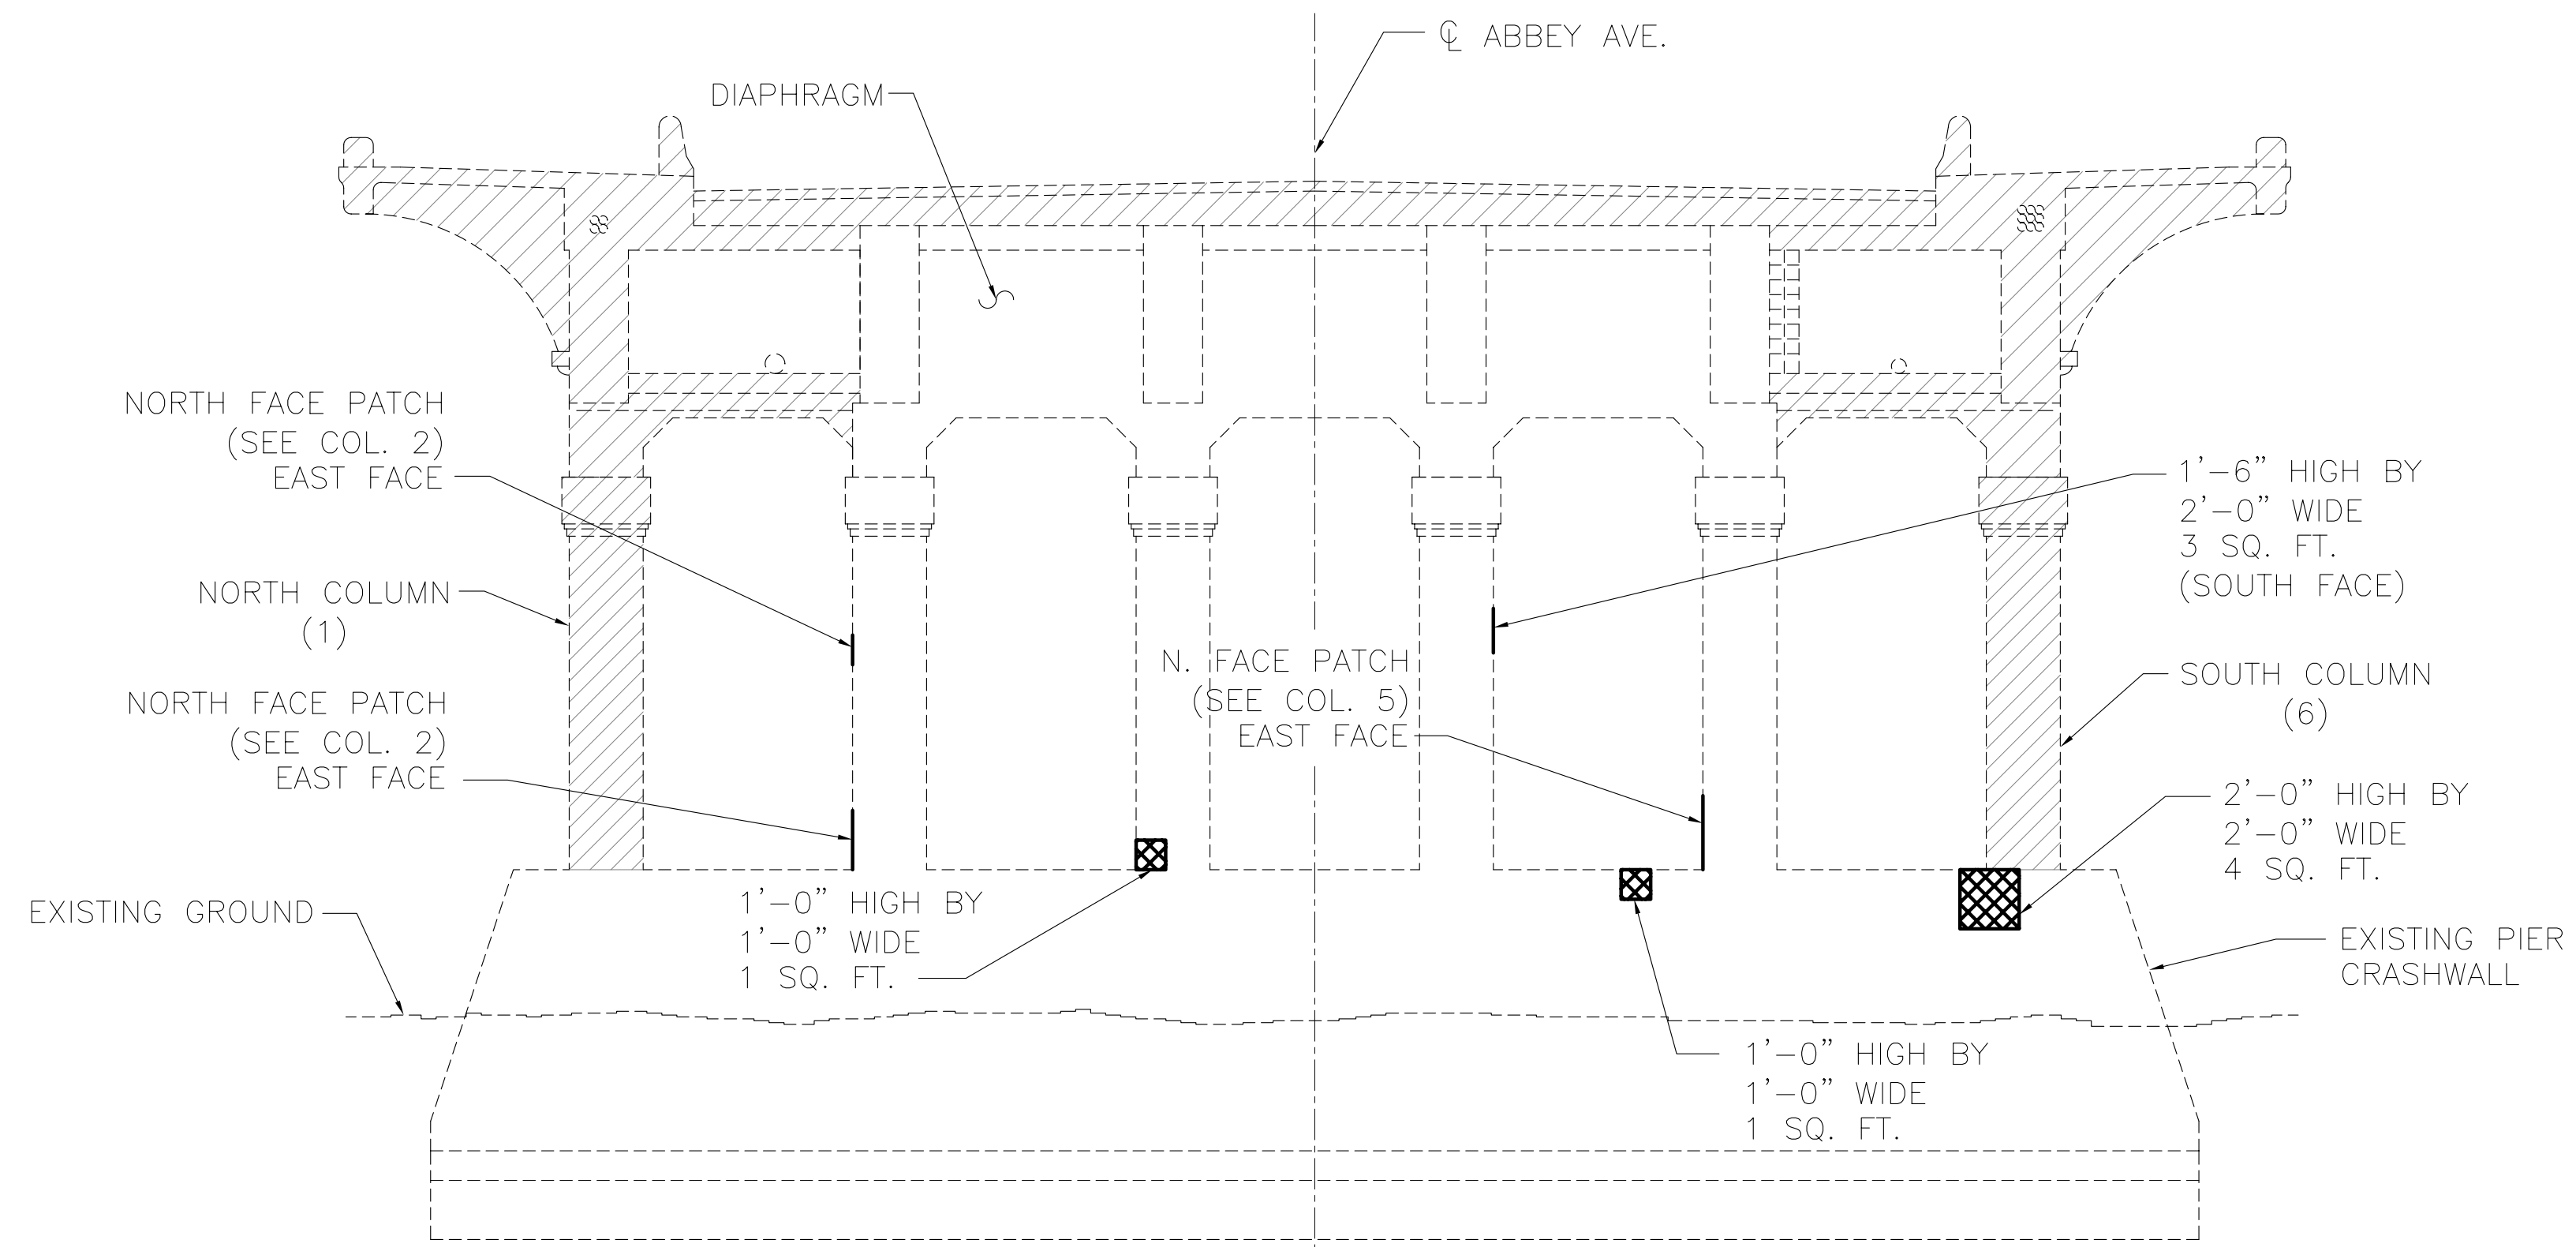 ℄ ABBEY AVE.
DIAPHRAGM
NORTH FACE PATCH
(SEE COL. 2)
EAST FACE
1'-6" HIGH BY
2'-0" WIDE
3 SQ. FT.
(SOUTH FACE)
NORTH COLUMN
(1)
N. FACE PATCH
(SEE COL. 5)
EAST FACE
SOUTH COLUMN
(6)
NORTH FACE PATCH
(SEE COL. 2)
EAST FACE
2'-0" HIGH BY
2'-0" WIDE
4 SQ. FT.
EXISTING GROUND
1'-0" HIGH BY
1'-0" WIDE
1 SQ. FT.
EXISTING PIER
CRASHWALL
1'-0" HIGH BY
1'-0" WIDE
1 SQ. FT.